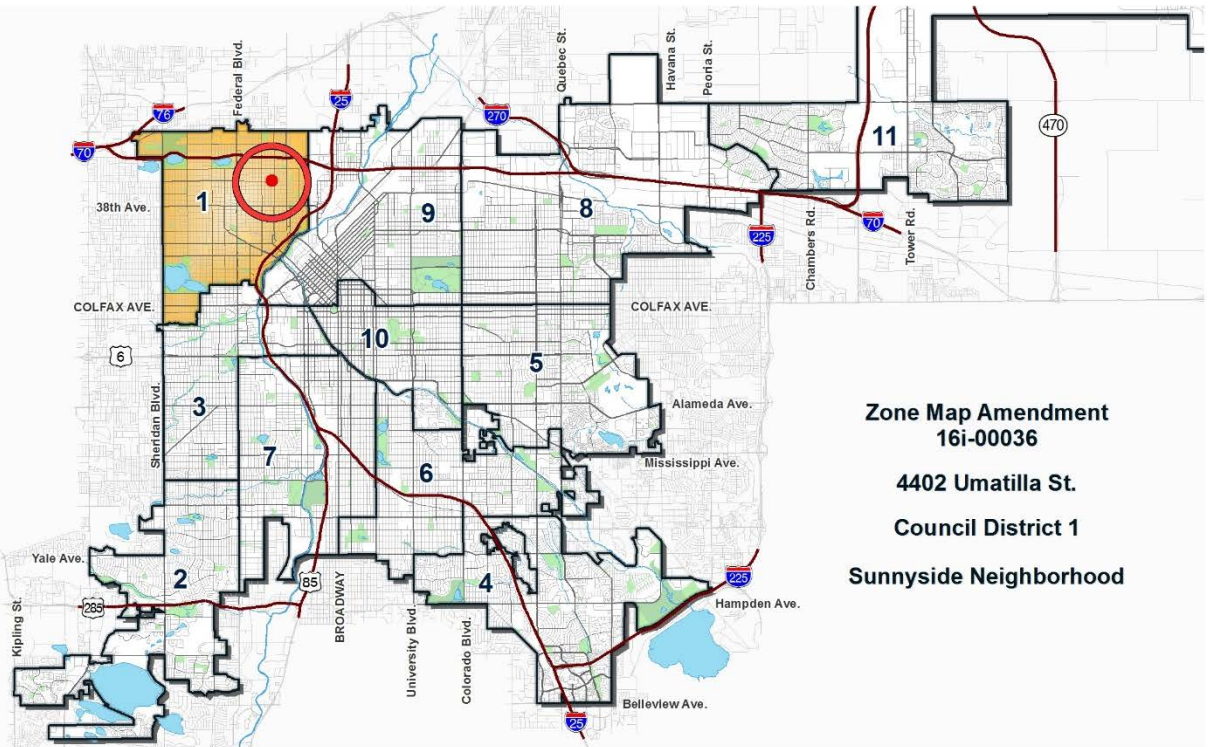 Federal Blvd.
Quebec St.
Havana St.
Peoria St.
76
25
270
70
470
11
38th Ave.
1
9
8
225
Chambers Rd.
70
Tower Rd.
COLFAX AVE.
COLFAX AVE.
10
6
5
Sheridan Blvd.
3
Alameda Ave.
7
6
Mississippi Ave.
Zone Map Amendment
16i-00036
4402 Umatilla St.
Council District 1
Sunnyside Neighborhood
Yale Ave.
2
85
4
225
285
Hampden Ave.
Kipling St.
BROADWAY
University Blvd.
Colorado Blvd.
Belleview Ave.
25